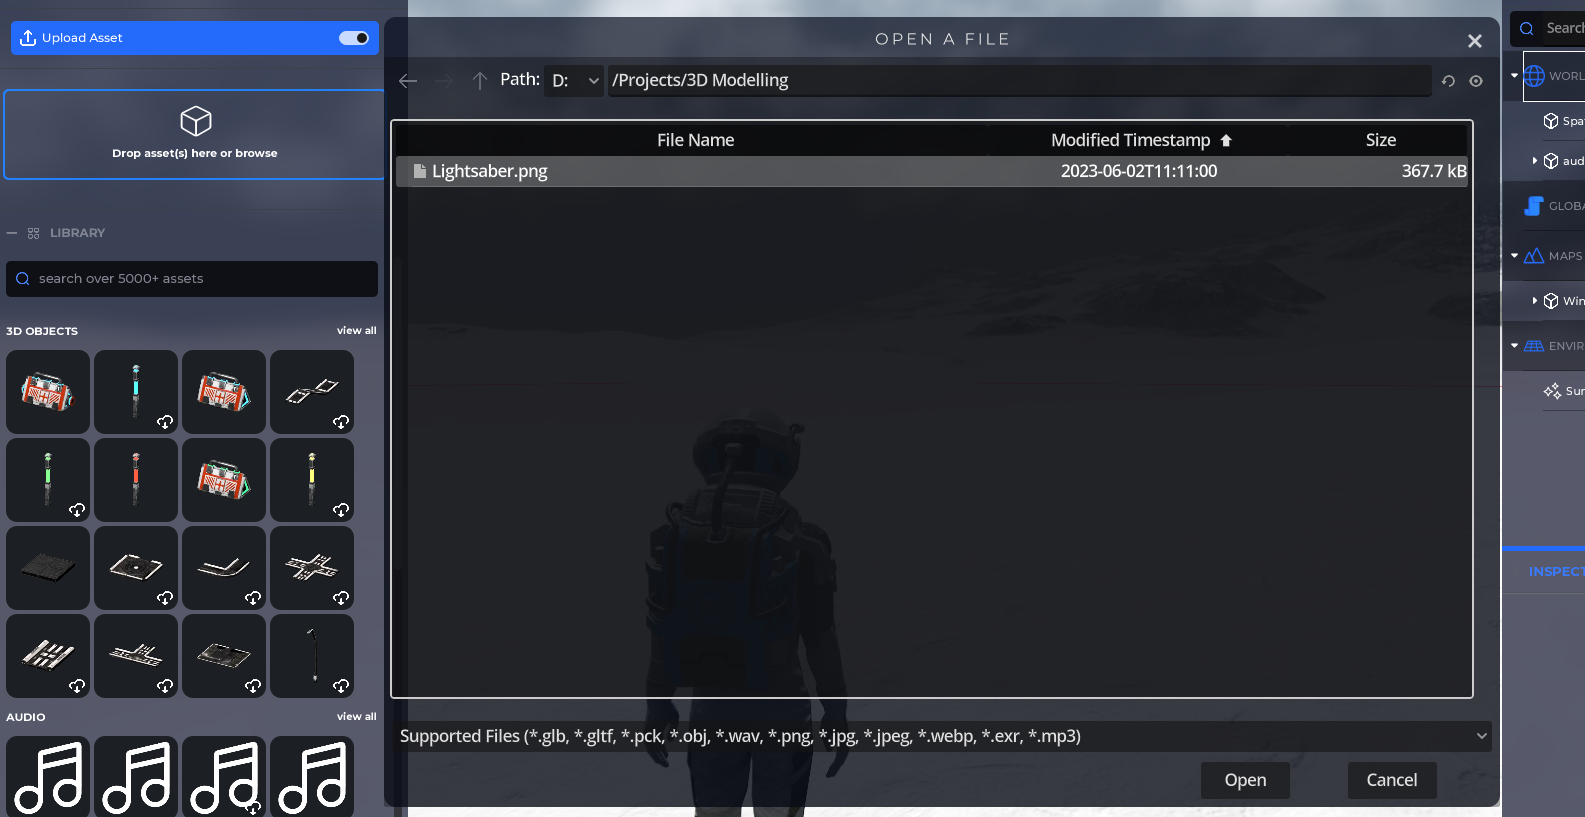 Upload Asset
Drop asset(s) here or browse
LIBRARY
search over 5000+ assets
3D OBJECTS
view all
AUDIO
view all
OPEN A FILE
Path: D: /Projects/3D Modelling
File Name Modified Timestamp Size
Lightsaber.png 2023-06-02T11:11:00 367.7 kB
Supported Files (*.glb, *.gltf, *.pck, *.obj, *.wav, *.png, *.jpg, *.jpeg, *.webp, *.exr, *.mp3)
Open Cancel
Search
WORL
Spa
aud
GLOBA
MAPS
Win
ENVIR
Sun
INSPECT